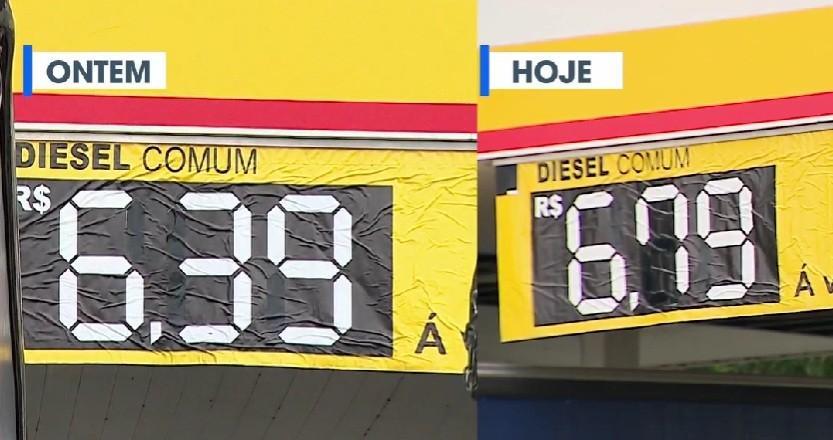 ONTEM
DIESEL COMUM
R$ 6,39
Á
HOJE
DIESEL COMUM
R$ 6,79
Á v